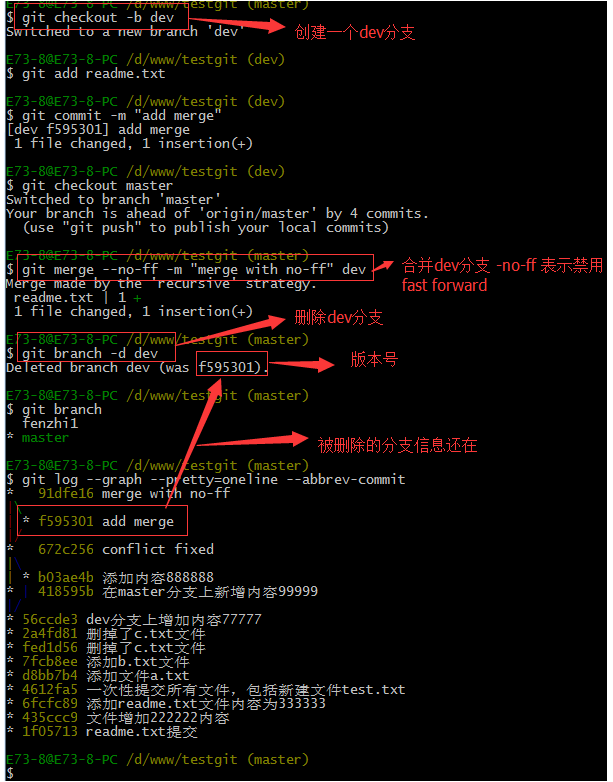 E73-8@E73-8-PC /d/www/testgit (master)
$ git checkout -b dev
Switched to a new branch 'dev'
创建一个dev分支
E73-8@E73-8-PC /d/www/testgit (dev)
$ git add readme.txt
E73-8@E73-8-PC /d/www/testgit (dev)
$ git commit -m "add merge"
[dev f595301] add merge
1 file changed, 1 insertion(+)
E73-8@E73-8-PC /d/www/testgit (dev)
$ git checkout master
Switched to branch 'master'
Your branch is ahead of 'origin/master' by 4 commits.
(use "git push" to publish your local commits)
E73-8@E73-8-PC /d/www/testgit (master)
$ git merge --no-ff -m "merge with no-ff" dev
合并dev分支 -no-ff 表示禁用
fast forward
Merge made by the 'recursive' strategy.
readme.txt | 1 +
1 file changed, 1 insertion(+)
删除dev分支
E73-8@E73-8-PC /d/www/testgit (master)
$ git branch -d dev
Deleted branch dev (was f595301).
版本号
E73-8@E73-8-PC /d/www/testgit (master)
$ git branch
fenzhi1
* master
被删除的分支信息还在
E73-8@E73-8-PC /d/www/testgit (master)
$ git log --graph --pretty=oneline --abbrev-commit
*   91dfe16 merge with no-ff
|\
| * f595301 add merge
|/
*   672c256 conflict fixed
|\
| * b03ae4b 添加内容888888
* | 418595b 在master分支上新增内容99999
|/
* 56ccde3 dev分支上增加内容77777
* 2a4fd81 删掉了c.txt文件
* fed1d56 删掉了c.txt文件
* 7fcb8ee 添加b.txt文件
* d8bb7b4 添加文件a.txt
* 4612fa5 一次性提交所有文件，包括新建文件test.txt
* 6fcfc89 添加readme.txt文件内容为333333
* 435ccc9 文件增加222222内容
* 1f05713 readme.txt提交
E73-8@E73-8-PC /d/www/testgit (master)
$